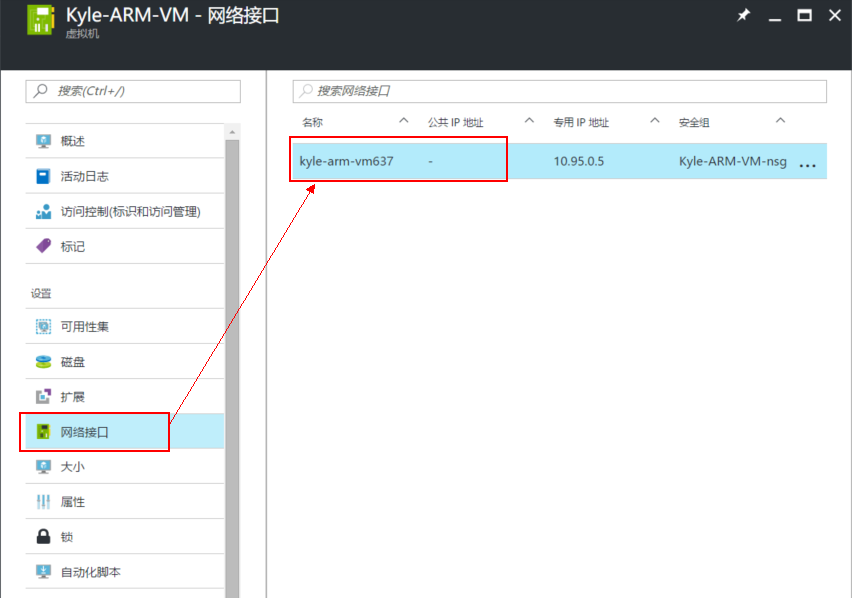 Kyle-ARM-VM - 网络接口
虚拟机
搜索(Ctrl+/)
概述
活动日志
访问控制(标识和访问管理)
标记
设置
可用性集
磁盘
扩展
网络接口
大小
属性
锁
自动化脚本
搜索网络接口
名称 公共 IP 地址 专用 IP 地址 安全组
kyle-arm-vm637 - 10.95.0.5 Kyle-ARM-VM-nsg ...